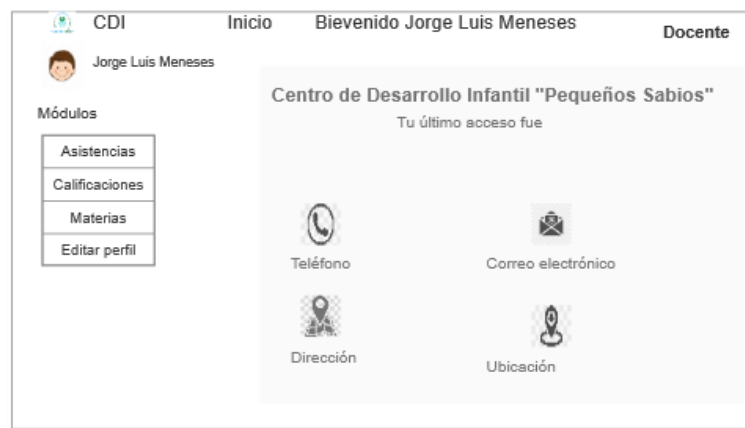 CDI Inicio Bievenido Jorge Luis Meneses Docente
Jorge Luis Meneses
Centro de Desarrollo Infantil "Pequeños Sabios"
Tu último acceso fue
Módulos
Asistencias
Calificaciones
Materias
Editar perfil
Teléfono Correo electrónico
Dirección Ubicación